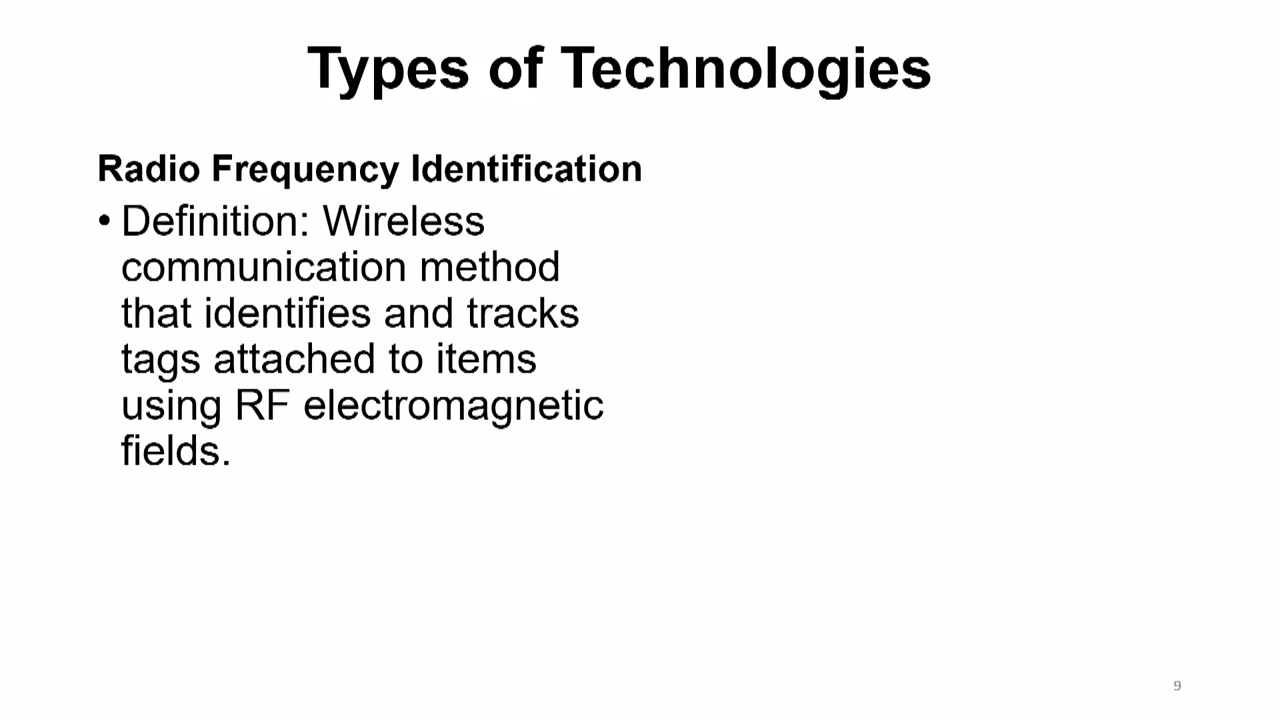 Types of Technologies
Radio Frequency Identification
• Definition: Wireless
communication method
that identifies and tracks
tags attached to items
using RF electromagnetic
fields.
9